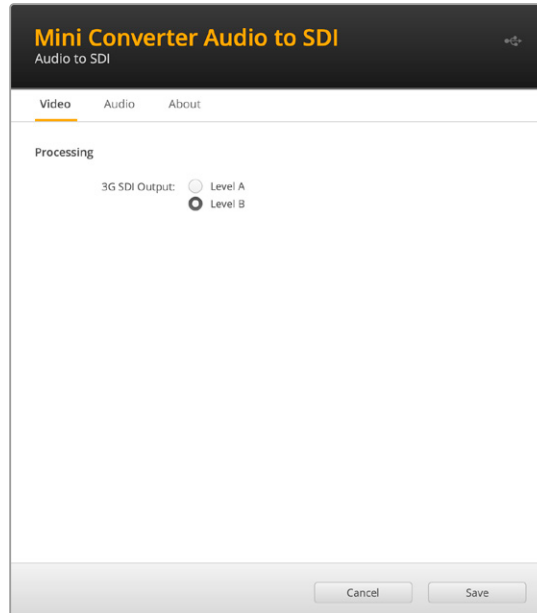 Mini Converter Audio to SDI
Audio to SDI
Video Audio About
Processing
3G SDI Output: Level A
Level B
Cancel Save